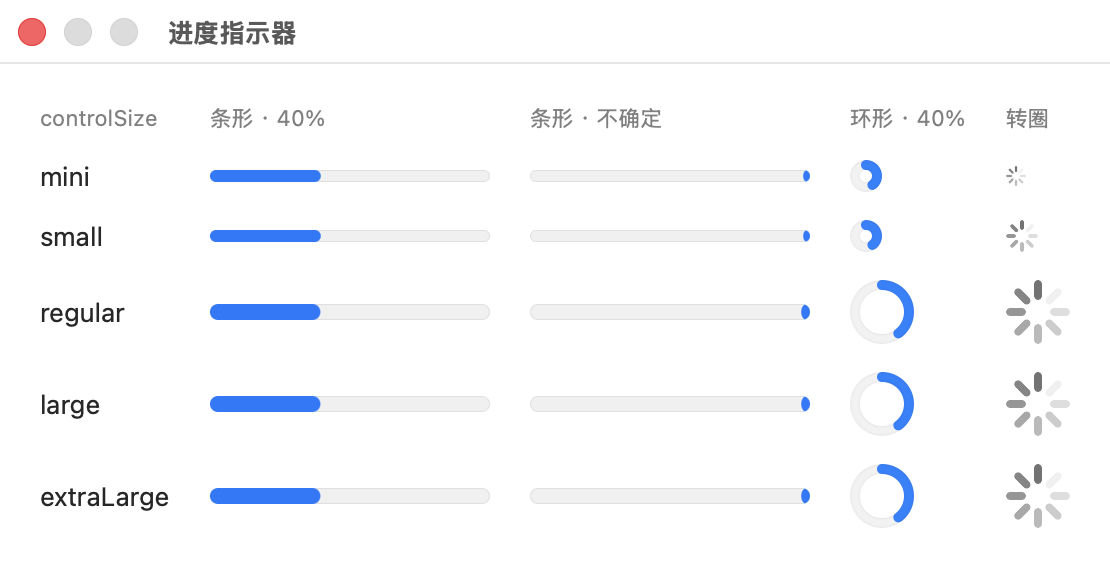 进度指示器
controlSize 条形 · 40% 条形 · 不确定 环形 · 40% 转圈
mini
small
regular
large
extraLarge